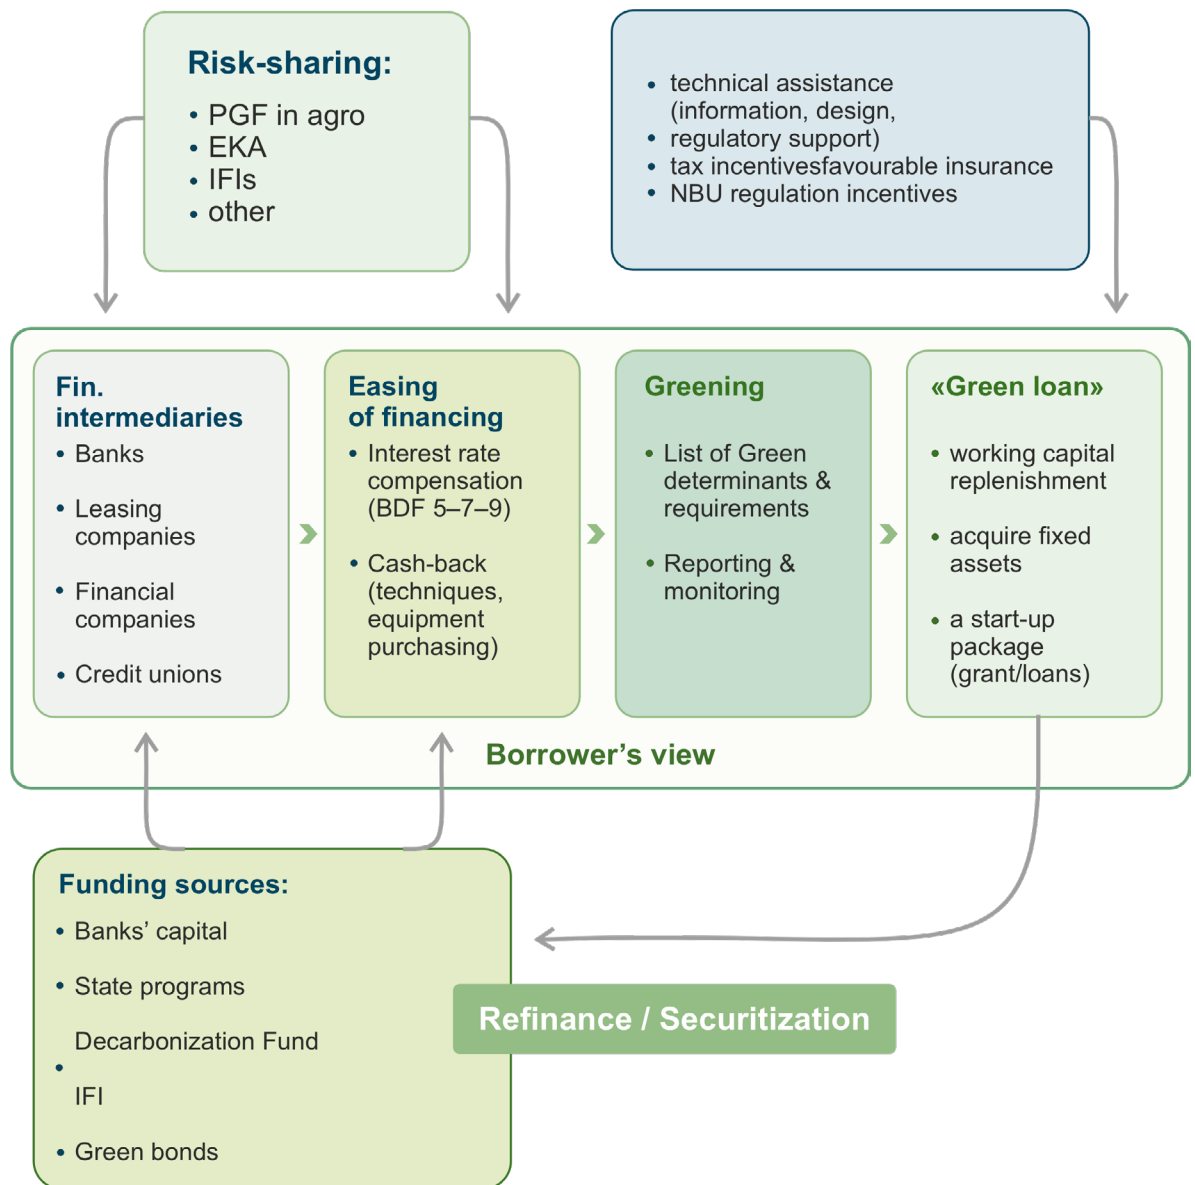 Risk-sharing:
• PGF in agro
• EKA
• IFIs
• other
• technical assistance
(information, design,
• regulatory support)
• tax incentivesfavourable insurance
• NBU regulation incentives
Fin.
intermediaries
• Banks
• Leasing
companies
• Financial
companies
• Credit unions
Easing
of financing
• Interest rate
compensation
(BDF 5–7–9)
• Cash-back
(techniques,
equipment
purchasing)
Greening
• List of Green
determinants &
requirements
• Reporting &
monitoring
«Green loan»
• working capital
replenishment
• acquire fixed
assets
• a start-up
package
(grant/loans)
Borrower’s view
Funding sources:
• Banks’ capital
• State programs
Decarbonization Fund
•
IFI
• Green bonds
Refinance / Securitization